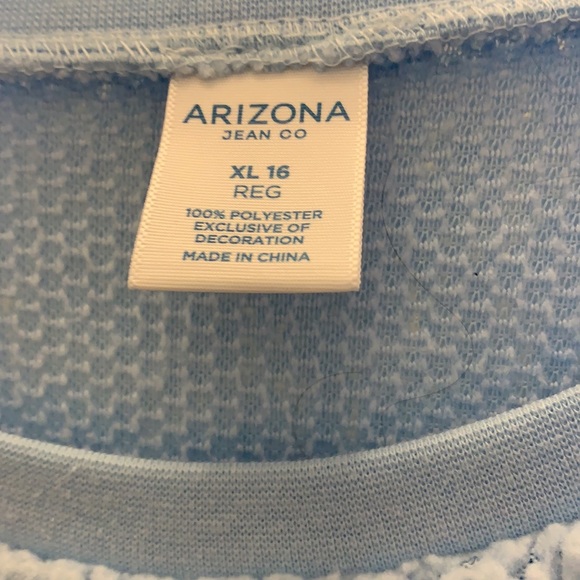 ARIZONA
JEAN CO
XL 16
REG
100% POLYESTER
EXCLUSIVE OF
DECORATION
MADE IN CHINA